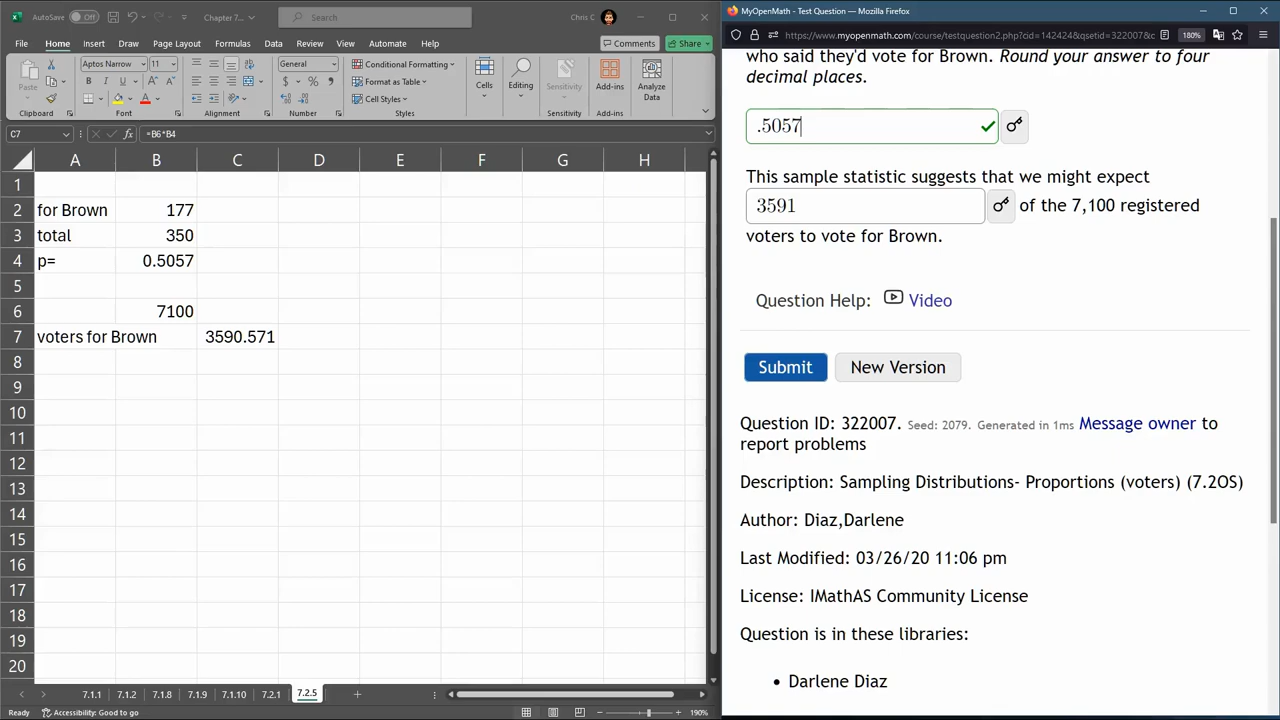 AutoSave Off Chapter 7.... Search Chris C
File Home Insert Draw Page Layout Formulas Data Review View Automate Help Comments Share
Paste Aptos Narrow 11 General Conditional Formatting Format as Table Cell Styles Cells Editing Sensitivity Add-ins Analyze Data
Clipboard Font Alignment Number Styles Sensitivity Add-ins
C7 fx =B6*B4
A B C D E F G H
1
2 for Brown 177
3 total 350
4 p= 0.5057
5
6 7100
7 voters for Brown 3590.571
8
9
10
11
12
13
14
15
16
17
18
19
20
7.1.1 7.1.2 7.1.8 7.1.9 7.1.10 7.2.1 7.2.5
Ready Accessibility: Good to go 190%
MyOpenMath - Test Question — Mozilla Firefox
https://www.myopenmath.com/course/testquestion2.php?cid=142424&qsetid=322007&c 180%
who said they'd vote for Brown. Round your answer to four
decimal places.
.5057
This sample statistic suggests that we might expect
3591 of the 7,100 registered
voters to vote for Brown.
Question Help: Video
Submit New Version
Question ID: 322007. Seed: 2079. Generated in 1ms Message owner to
report problems
Description: Sampling Distributions- Proportions (voters) (7.2OS)
Author: Diaz,Darlene
Last Modified: 03/26/20 11:06 pm
License: IMathAS Community License
Question is in these libraries:
• Darlene Diaz